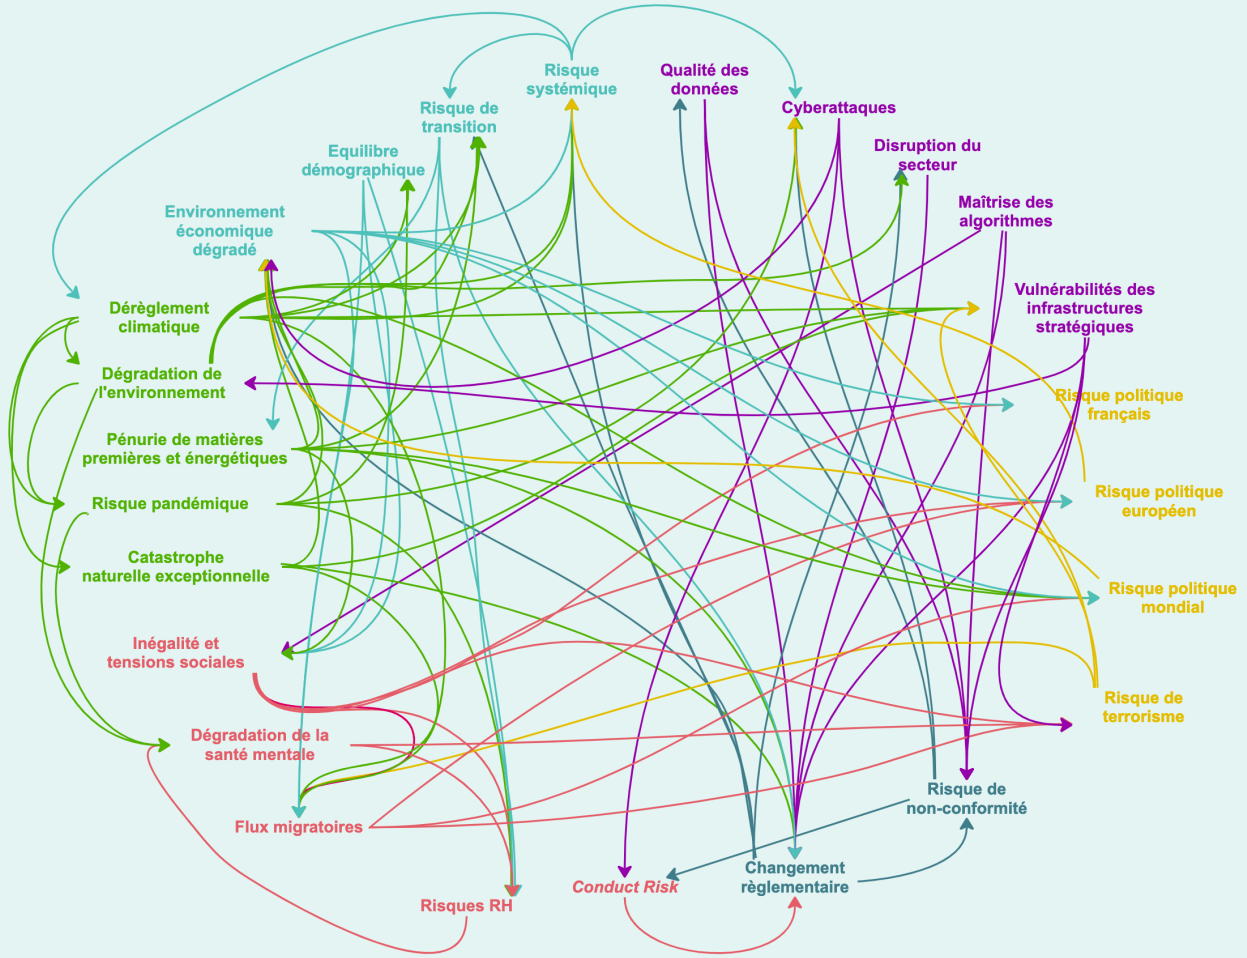 Risque
systémique
Qualité des
données
Risque de
transition
Cyberattaques
Equilibre
démographique
Disruption du
secteur
Environnement
économique
dégradé
Maîtrise des
algorithmes
Dérèglement
climatique
Vulnérabilités des
infrastructures
stratégiques
Dégradation de
l'environnement
Risque politique
français
Pénurie de matières
premières et énergétiques
Risque pandémique
Risque politique
européen
Catastrophe
naturelle exceptionnelle
Risque politique
mondial
Inégalité et
tensions sociales
Risque de
terrorisme
Dégradation de la
santé mentale
Risque de
non-conformité
Flux migratoires
Changement
règlementaire
Conduct Risk
Risques RH